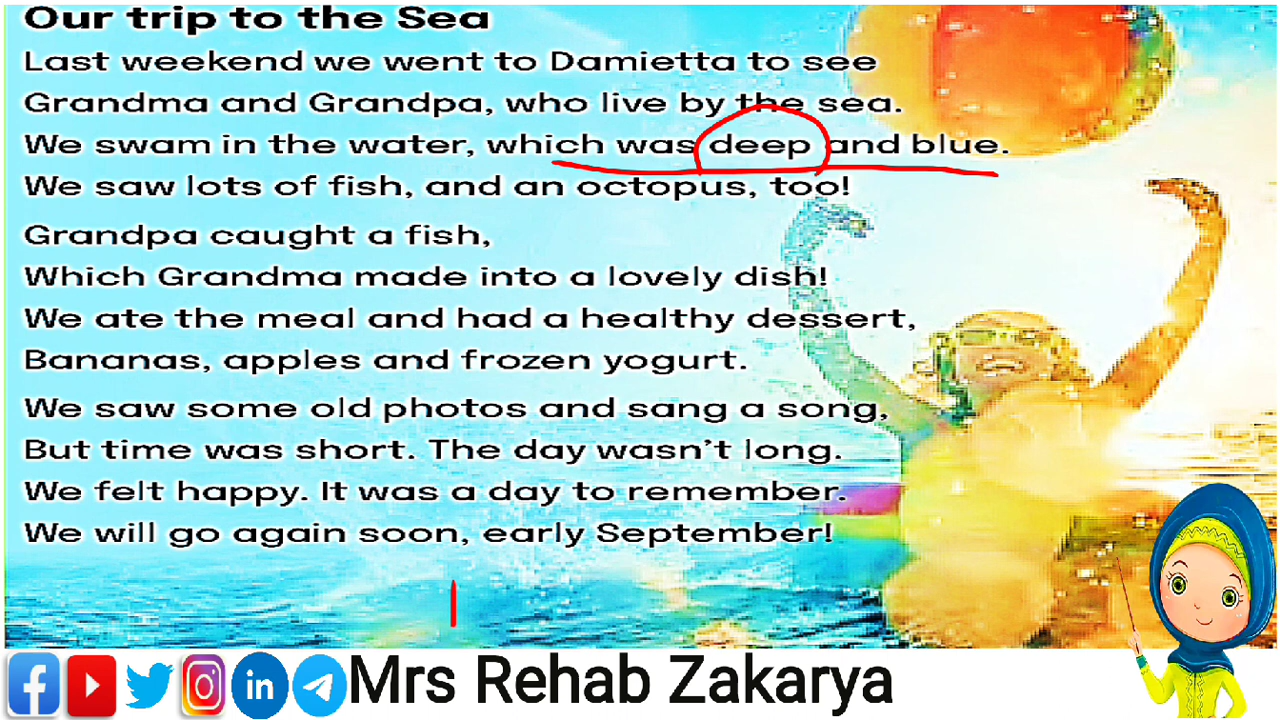 Our trip to the Sea
Last weekend we went to Damietta to see
Grandma and Grandpa, who live by the sea.
We swam in the water, which was deep and blue.
We saw lots of fish, and an octopus, too!
Grandpa caught a fish,
Which Grandma made into a lovely dish!
We ate the meal and had a healthy dessert,
Bananas, apples and frozen yogurt.
We saw some old photos and sang a song,
But time was short. The day wasn't long.
We felt happy. It was a day to remember.
We will go again soon, early September!
Mrs Rehab Zakarya